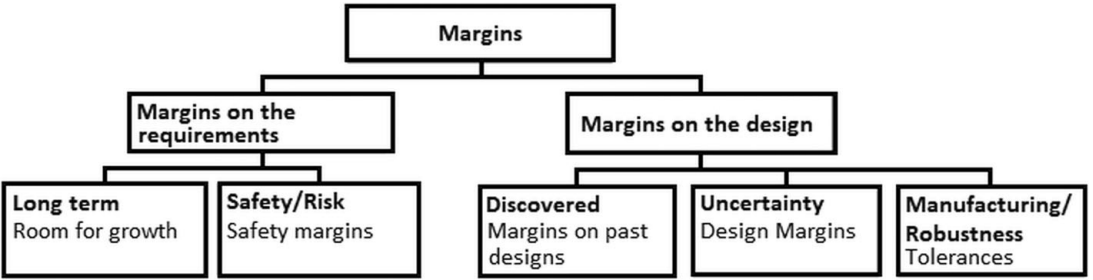 Margins
Margins on the
requirements
Margins on the design
Long term
Room for growth
Safety/Risk
Safety margins
Discovered
Margins on past
designs
Uncertainty
Design Margins
Manufacturing/
Robustness
Tolerances